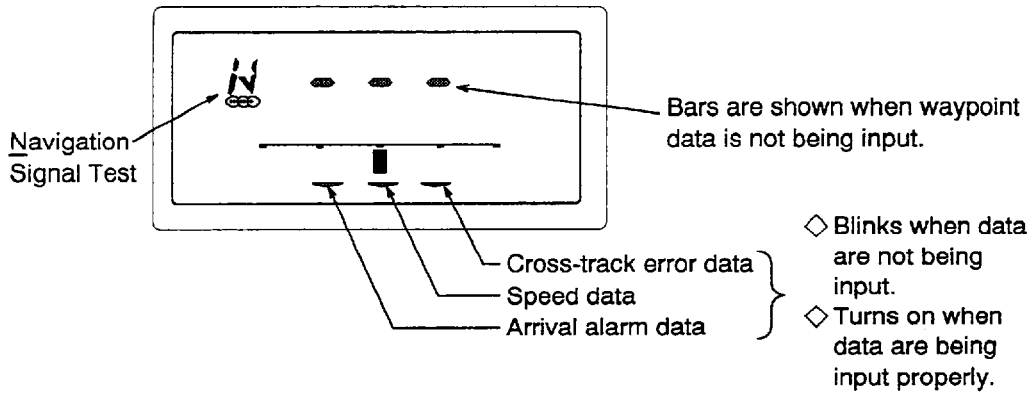 N
Bars are shown when waypoint
data is not being input.
Navigation
Signal Test
Cross-track error data
Speed data
Arrival alarm data
◇ Blinks when data
are not being
input.
◇ Turns on when
data are being
input properly.